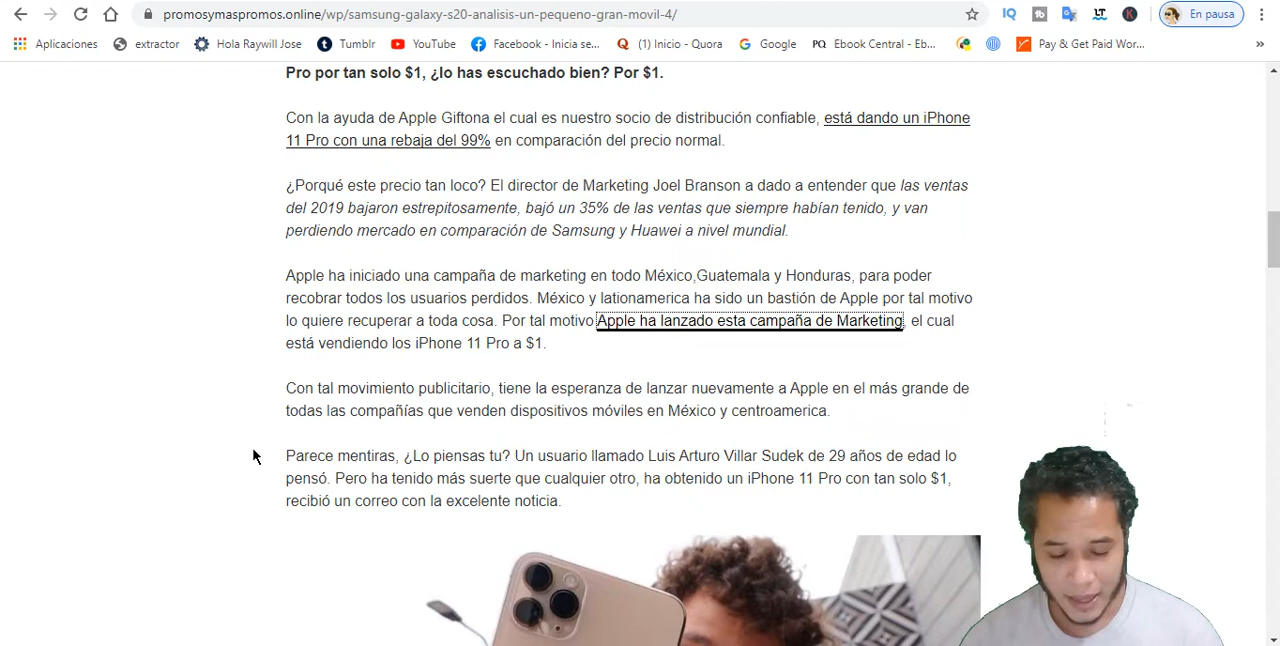 promosymaspromos.online/wp/samsung-galaxy-s20-analisis-un-pequeno-gran-movil-4/
IQ
tb
LT
K
En pausa
Aplicaciones
extractor
Hola Raywill Jose
Tumblr
YouTube
Facebook - Inicia se...
(1) Inicio - Quora
Google
PQ Ebook Central - Eb...
Pay & Get Paid Wor...
»
Pro por tan solo $1, ¿lo has escuchado bien? Por $1.
Con la ayuda de Apple Giftona el cual es nuestro socio de distribución confiable, está dando un iPhone
11 Pro con una rebaja del 99% en comparación del precio normal.
¿Porqué este precio tan loco? El director de Marketing Joel Branson a dado a entender que las ventas
del 2019 bajaron estrepitosamente, bajó un 35% de las ventas que siempre habían tenido, y van
perdiendo mercado en comparación de Samsung y Huawei a nivel mundial.
Apple ha iniciado una campaña de marketing en todo México,Guatemala y Honduras, para poder
recobrar todos los usuarios perdidos. México y lationamerica ha sido un bastión de Apple por tal motivo
lo quiere recuperar a toda cosa. Por tal motivo Apple ha lanzado esta campaña de Marketing, el cual
está vendiendo los iPhone 11 Pro a $1.
Con tal movimiento publicitario, tiene la esperanza de lanzar nuevamente a Apple en el más grande de
todas las compañías que venden dispositivos móviles en México y centroamerica.
Parece mentiras, ¿Lo piensas tu? Un usuario llamado Luis Arturo Villar Sudek de 29 años de edad lo
pensó. Pero ha tenido más suerte que cualquier otro, ha obtenido un iPhone 11 Pro con tan solo $1,
recibió un correo con la excelente noticia.